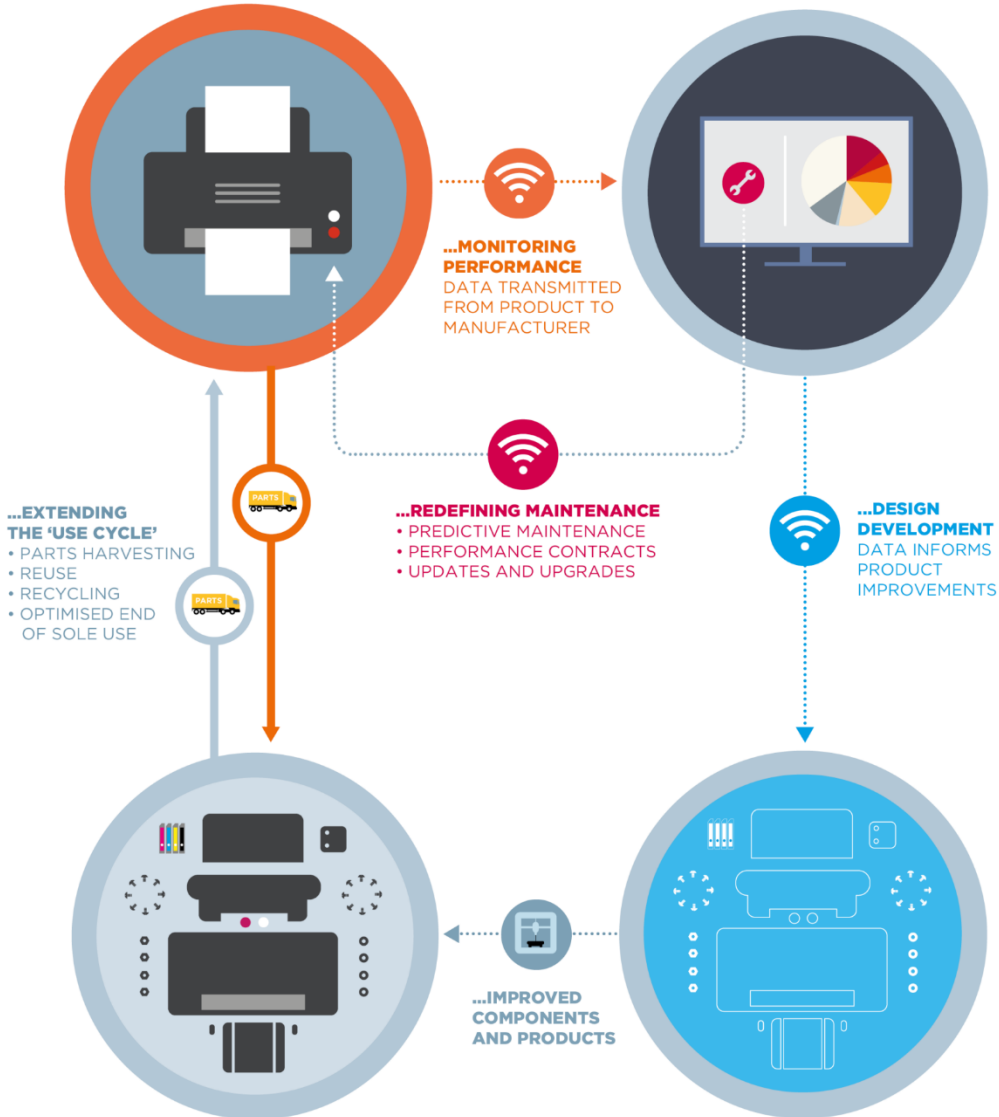 ...MONITORING
PERFORMANCE
DATA TRANSMITTED
FROM PRODUCT TO
MANUFACTURER
PARTS
...EXTENDING
THE ‘USE CYCLE’
• PARTS HARVESTING
• REUSE
• RECYCLING
• OPTIMISED END
OF SOLE USE
PARTS
...REDEFINING MAINTENANCE
• PREDICTIVE MAINTENANCE
• PERFORMANCE CONTRACTS
• UPDATES AND UPGRADES
...DESIGN
DEVELOPMENT
DATA INFORMS
PRODUCT
IMPROVEMENTS
...IMPROVED
COMPONENTS
AND PRODUCTS